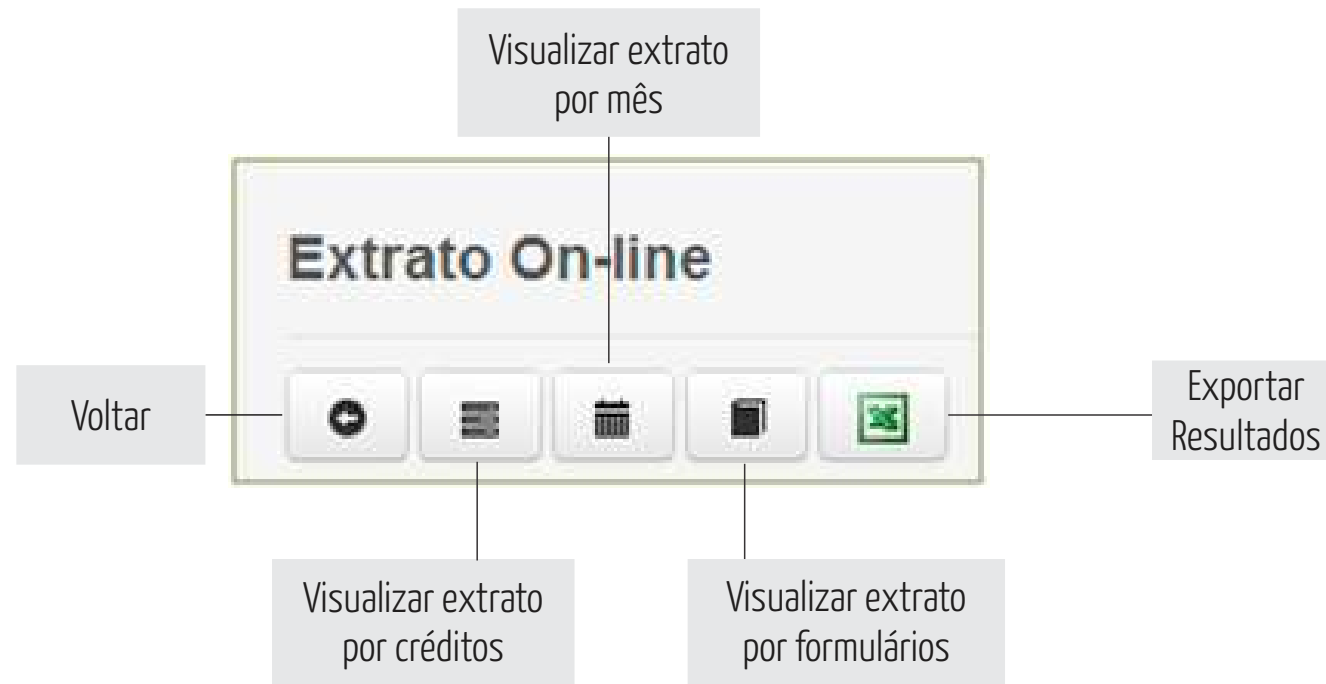 Visualizar extrato
por mês
Extrato On-line
Voltar
Exportar
Resultados
Visualizar extrato
por créditos
Visualizar extrato
por formulários